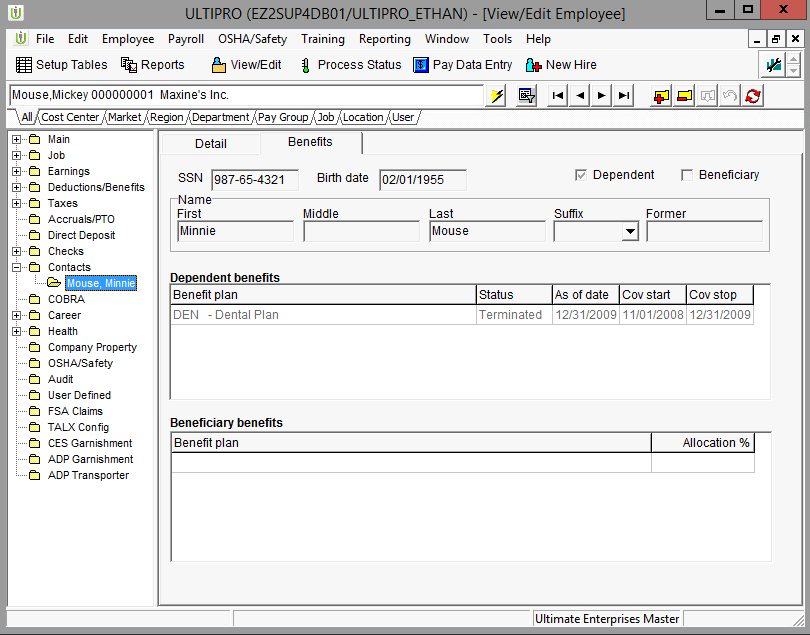 ULTIPRO (EZ2SUP4DB01/ULTIPRO_ETHAN) - [View/Edit Employee]
File Edit Employee Payroll OSHA/Safety Training Reporting Window Tools Help
Setup Tables Reports View/Edit Process Status Pay Data Entry New Hire
Mouse,Mickey 000000001 Maxine's Inc.
All Cost Center Market Region Department Pay Group Job Location User
Main
Job
Earnings
Deductions/Benefits
Taxes
Accruals/PTO
Direct Deposit
Checks
Contacts
Mouse, Minnie
COBRA
Career
Health
Company Property
OSHA/Safety
Audit
User Defined
FSA Claims
TALX Config
CES Garnishment
ADP Garnishment
ADP Transporter
Detail Benefits
SSN 987-65-4321 Birth date 02/01/1955 Dependent Beneficiary
Name
First Middle Last Suffix Former
Minnie Mouse
Dependent benefits
Benefit plan Status As of date Cov start Cov stop
DEN - Dental Plan Terminated 12/31/2009 11/01/2008 12/31/2009
Beneficiary benefits
Benefit plan Allocation %
Ultimate Enterprises Master